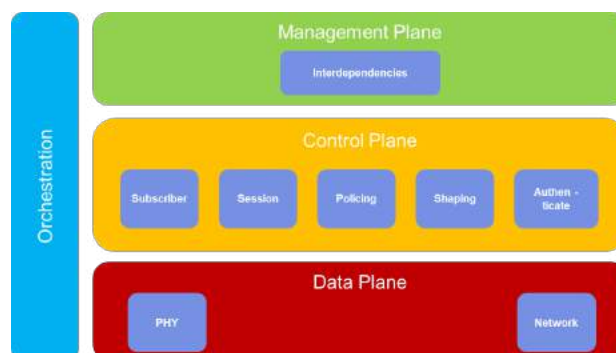 Orchestration
Management Plane
Interdependencies
Control Plane
Subscriber
Session
Policing
Shaping
Authen -
ticate
Data Plane
PHY
Network